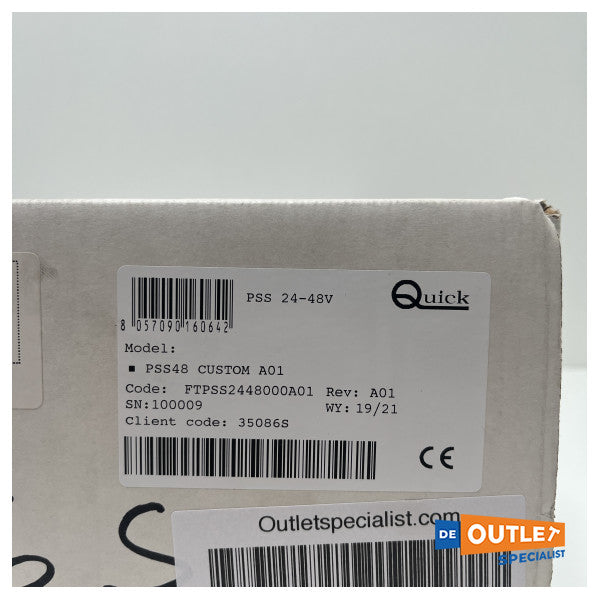 PSS 24-48V
Quick
8 057090 160642
Model:
▪ PSS48 CUSTOM A01
Code: FTPSS2448000A01 Rev: A01
SN:100009 WY: 19/21
Client code: 35086S
CE
Outletspecialist.com
DE OUTLET
SPECIALIST